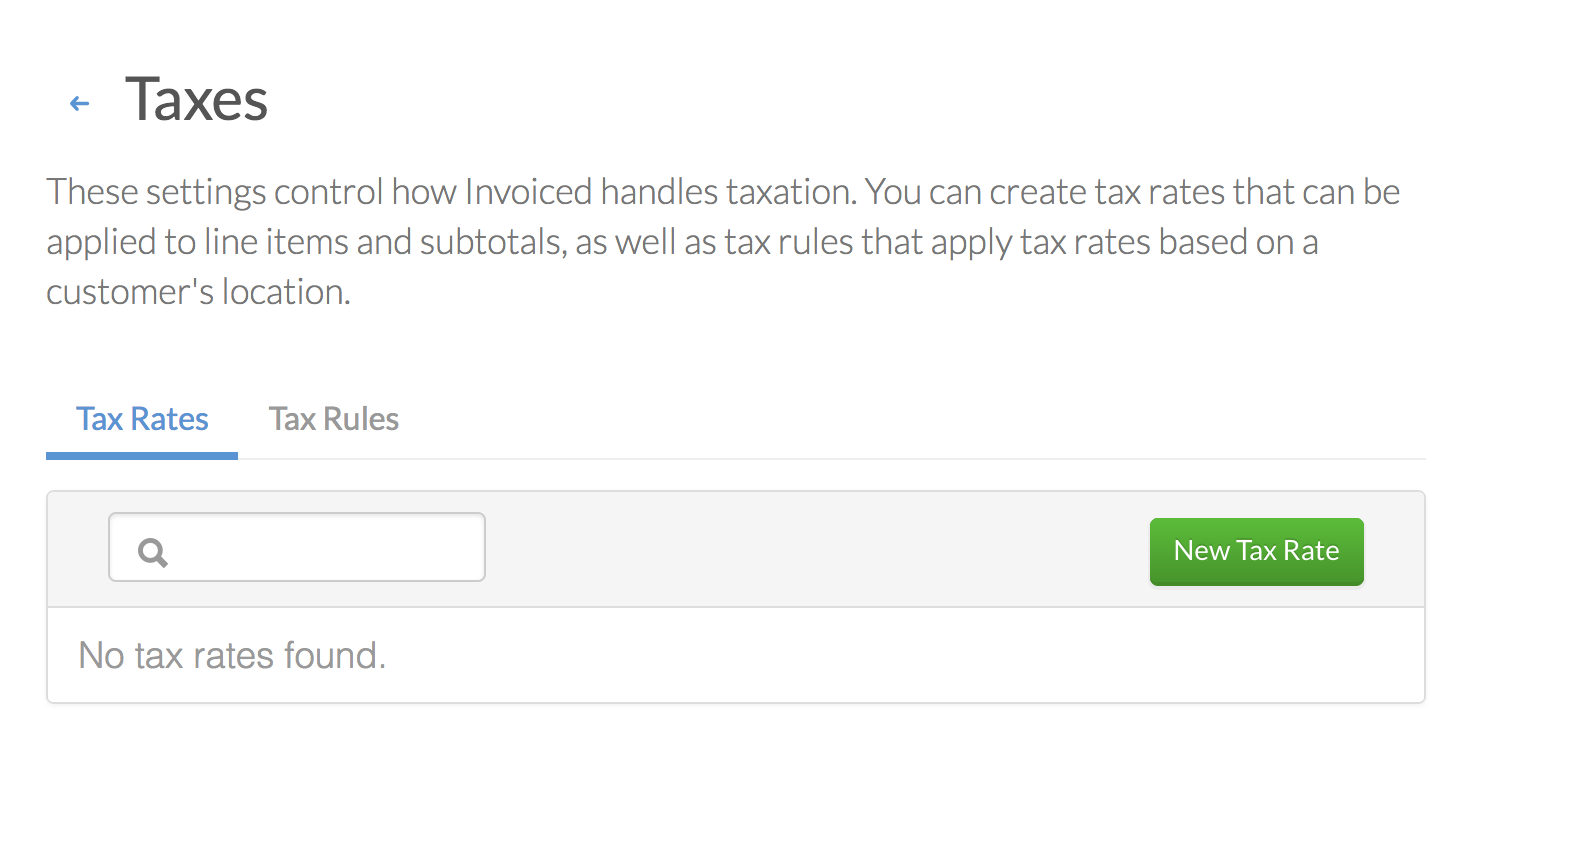 Taxes
These settings control how Invoiced handles taxation. You can create tax rates that can be
applied to line items and subtotals, as well as tax rules that apply tax rates based on a
customer's location.
Tax Rates Tax Rules
New Tax Rate
No tax rates found.